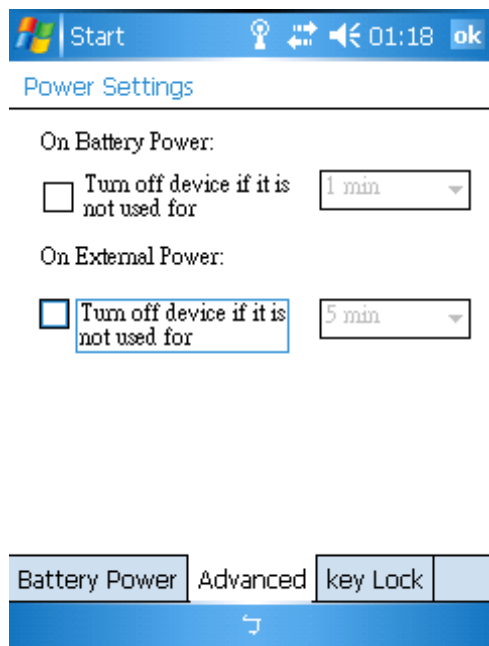 Start 01:18 ok
Power Settings
On Battery Power:
Turn off device if it is 1 min
not used for
On External Power:
Turn off device if it is 5 min
not used for
Battery Power Advanced key Lock